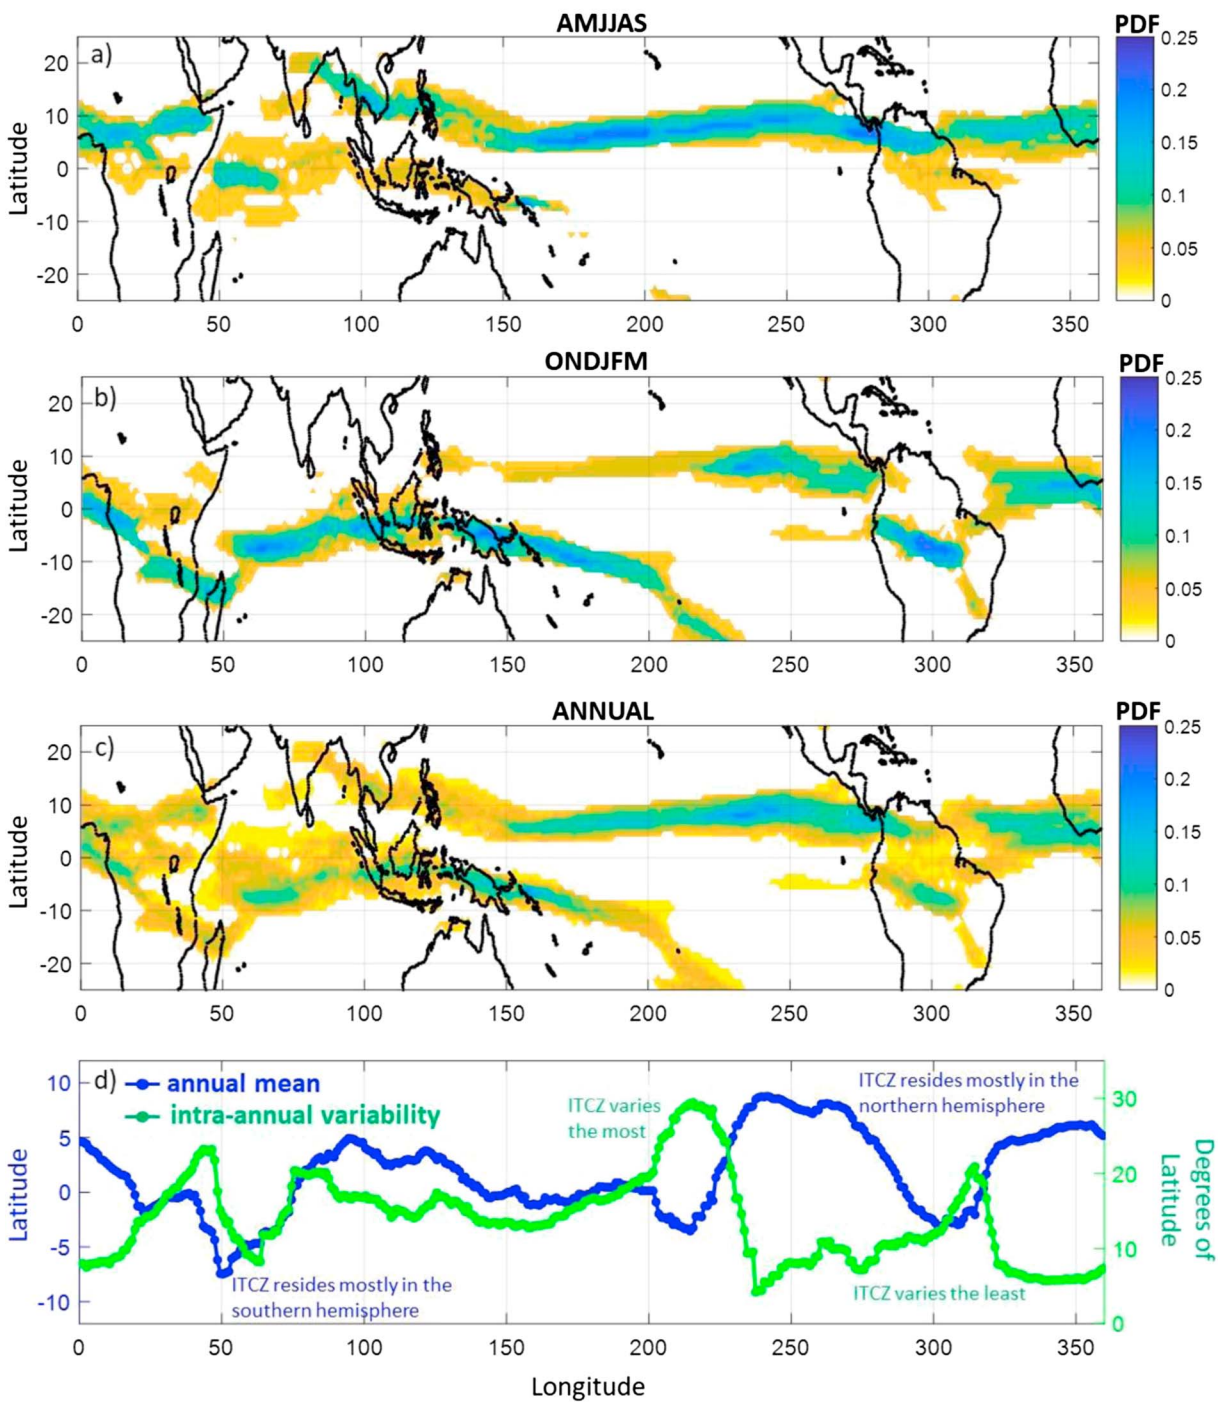 AMJJAS
PDF
a)
20
10
0
-10
-20
Latitude
0 50 100 150 200 250 300 350
0.25
0.2
0.15
0.1
0.05
0
ONDJFM
PDF
b)
20
10
0
-10
-20
Latitude
0 50 100 150 200 250 300 350
0.25
0.2
0.15
0.1
0.05
0
ANNUAL
PDF
c)
20
10
0
-10
-20
Latitude
0 50 100 150 200 250 300 350
0.25
0.2
0.15
0.1
0.05
0
d)
annual mean
intra-annual variability
ITCZ varies
the most
ITCZ resides mostly in the
northern hemisphere
ITCZ resides mostly in the
southern hemisphere
ITCZ varies the least
10
5
0
-5
-10
Latitude
30
20
10
0
Degrees of
Latitude
0 50 100 150 200 250 300 350
Longitude